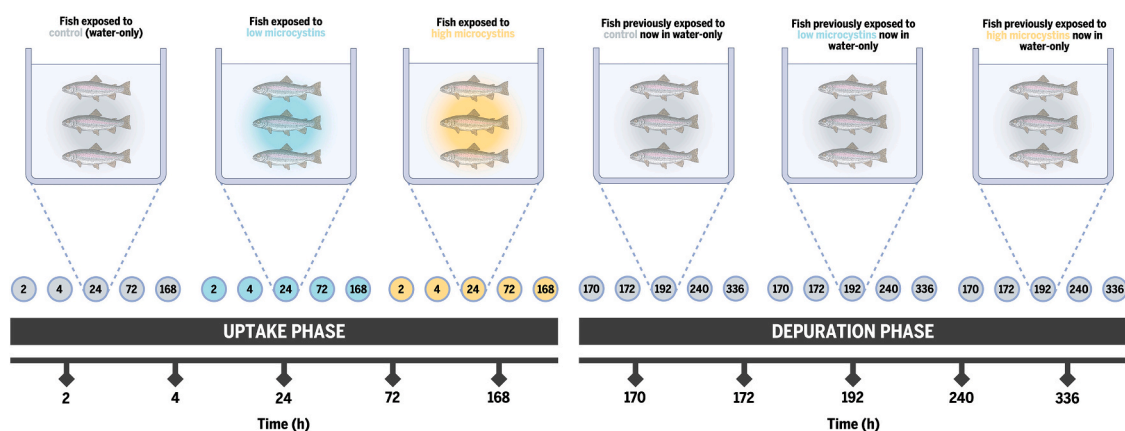 Fish exposed to
control (water-only)
Fish exposed to
low microcystins
Fish exposed to
high microcystins
Fish previously exposed to
control now in water-only
Fish previously exposed to
low microcystins now in
water-only
Fish previously exposed to
high microcystins now in
water-only
2 4 24 72 168
2 4 24 72 168
2 4 24 72 168
170 172 192 240 336
170 172 192 240 336
170 172 192 240 336
UPTAKE PHASE
DEPURATION PHASE
2 4 24 72 168
170 172 192 240 336
Time (h)
Time (h)